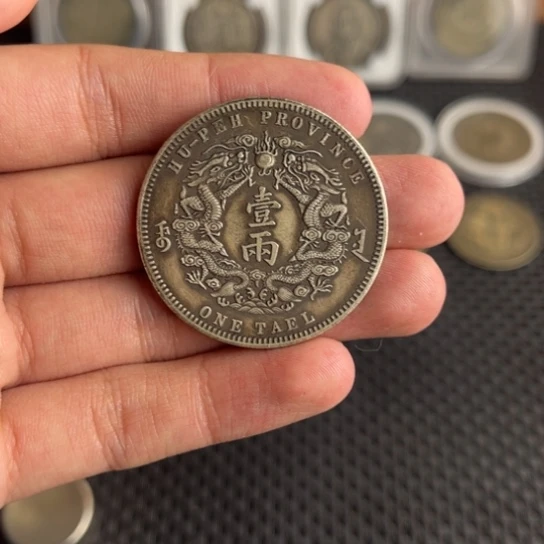 HU-PEH PROVINCE
壹
兩
ONE TAEL